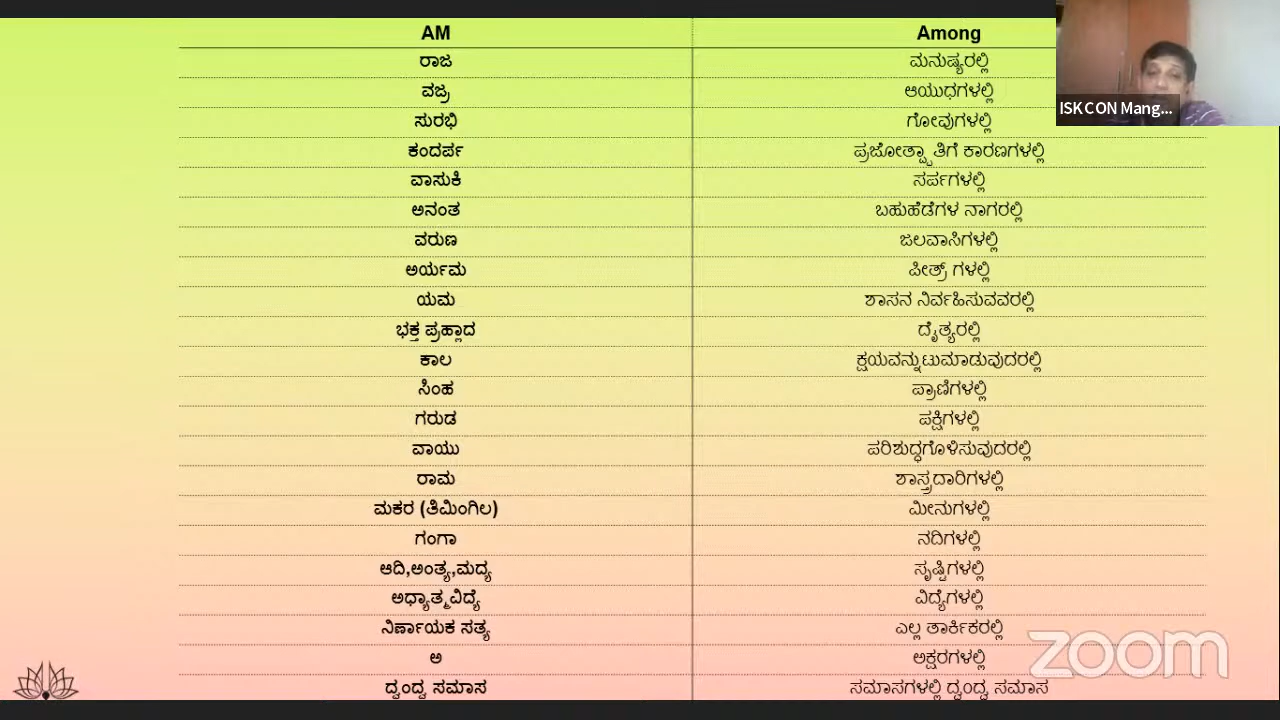 AM Among
ISKCON Mang...
ರಾಜ ಮನುಷ್ಯರಲ್ಲಿ
ವಜ್ರ ಆಯುಧಗಳಲ್ಲಿ
ಸುರಭಿ ಗೋವುಗಳಲ್ಲಿ
ಕಂದರ್ಪ ಪ್ರಜೋತ್ಪ್ಪಾತಿಗೆ ಕಾರಣಗಳಲ್ಲಿ
ವಾಸುಕಿ ಸರ್ಪಗಳಲ್ಲಿ
ಅನಂತ ಬಹುಹೆಡೆಗಳ ನಾಗರಲ್ಲಿ
ವರುಣ ಜಲವಾಸಿಗಳಲ್ಲಿ
ಅರ್ಯಮ ಪೀತ್ರ್ ಗಳಲ್ಲಿ
ಯಮ ಶಾಸನ ನಿರ್ವಹಿಸುವವರಲ್ಲಿ
ಭಕ್ತ ಪ್ರಹ್ಲಾದ ದೈತ್ಯರಲ್ಲಿ
ಕಾಲ ಕ್ಷಯವನ್ನುಟುಮಾಡುವುದರಲ್ಲಿ
ಸಿಂಹ ಪ್ರಾಣಿಗಳಲ್ಲಿ
ಗರುಡ ಪಕ್ಷಿಗಳಲ್ಲಿ
ವಾಯು ಪರಿಶುದ್ಧಗೊಳಿಸುವುದರಲ್ಲಿ
ರಾಮ ಶಾಸ್ತ್ರದಾರಿಗಳಲ್ಲಿ
ಮಕರ (ತಿಮಿಂಗಿಲ) ಮೀನುಗಳಲ್ಲಿ
ಗಂಗಾ ನದಿಗಳಲ್ಲಿ
ಆದಿ,ಅಂತ್ಯ,ಮದ್ಯ ಸೃಷ್ಟಿಗಳಲ್ಲಿ
ಅಧ್ಯಾತ್ಮವಿದ್ಯೆ ವಿದ್ಯೆಗಳಲ್ಲಿ
ನಿರ್ಣಾಯಕ ಸತ್ಯ ಎಲ್ಲ ತಾರ್ಕಿಕರಲ್ಲಿ
ಅ ಅಕ್ಷರಗಳಲ್ಲಿ
ದ್ವಂದ್ವ ಸಮಾಸ ಸಮಾಸಗಳಲ್ಲಿ ದ್ವಂದ್ವ ಸಮಾಸ
zoom